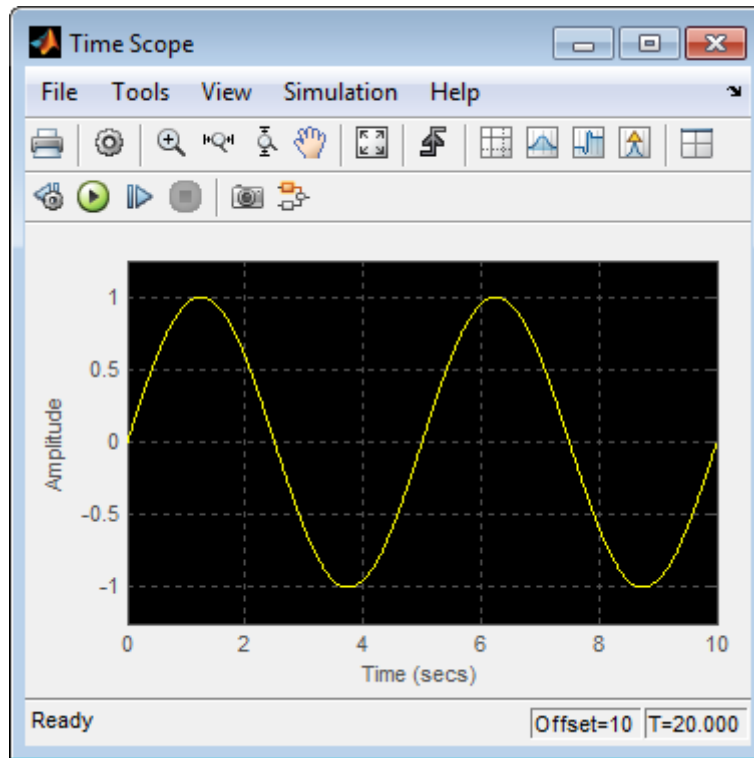 Time Scope
File Tools View Simulation Help
1
0.5
0
-0.5
-1
Amplitude
0 2 4 6 8 10
Time (secs)
Ready Offset=10 T=20.000